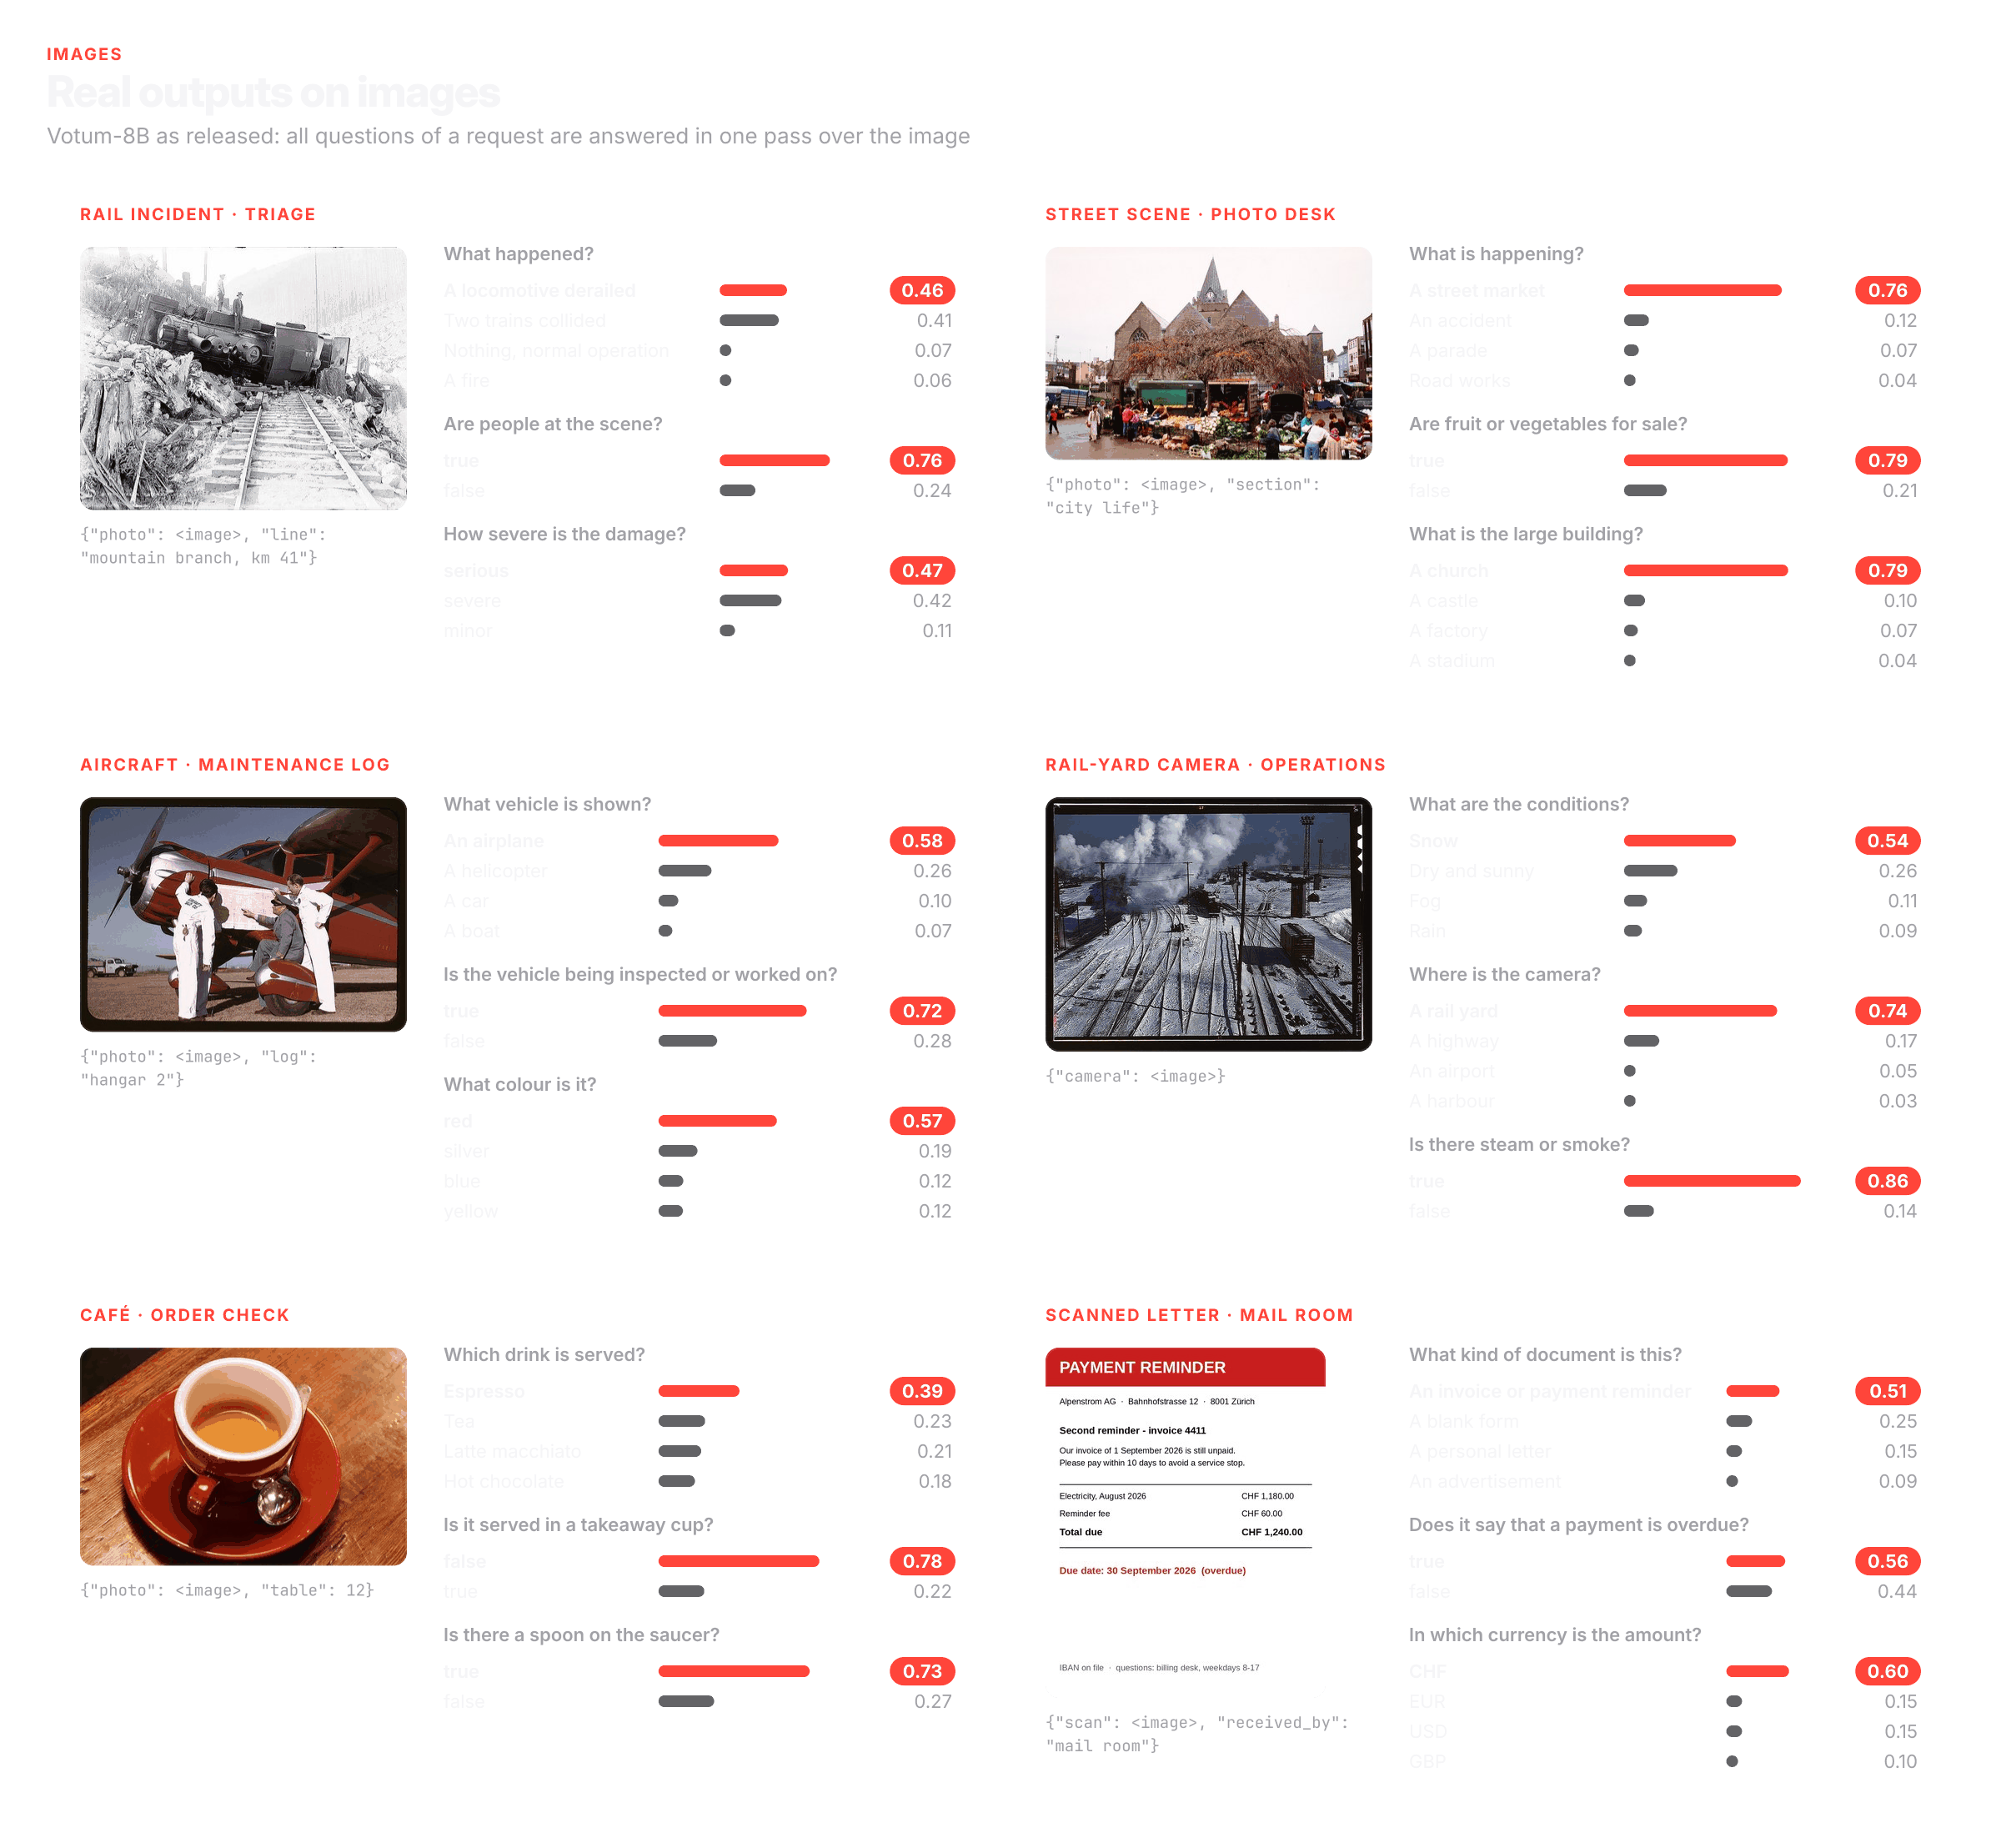 IMAGES
Real outputs on images
Votum-8B as released: all questions of a request are answered in one pass over the image
RAIL INCIDENT · TRIAGE
What happened?
A locomotive derailed 0.46
Two trains collided 0.41
Nothing, normal operation 0.07
A fire 0.06
Are people at the scene?
true 0.76
false 0.24
How severe is the damage?
serious 0.47
severe 0.42
minor 0.11
{"photo": <image>, "line":
"mountain branch, km 41"}
STREET SCENE · PHOTO DESK
What is happening?
A street market 0.76
An accident 0.12
A parade 0.07
Road works 0.04
Are fruit or vegetables for sale?
true 0.79
false 0.21
What is the large building?
A church 0.79
A castle 0.10
A factory 0.07
A stadium 0.04
{"photo": <image>, "section":
"city life"}
AIRCRAFT · MAINTENANCE LOG
What vehicle is shown?
An airplane 0.58
A helicopter 0.26
A car 0.10
A boat 0.07
Is the vehicle being inspected or worked on?
true 0.72
false 0.28
What colour is it?
red 0.57
silver 0.19
blue 0.12
yellow 0.12
{"photo": <image>, "log":
"hangar 2"}
RAIL-YARD CAMERA · OPERATIONS
What are the conditions?
Snow 0.54
Dry and sunny 0.26
Fog 0.11
Rain 0.09
Where is the camera?
A rail yard 0.74
A highway 0.17
An airport 0.05
A harbour 0.03
Is there steam or smoke?
true 0.86
false 0.14
{"camera": <image>}
CAFÉ · ORDER CHECK
Which drink is served?
Espresso 0.39
Tea 0.23
Latte macchiato 0.21
Hot chocolate 0.18
Is it served in a takeaway cup?
false 0.78
true 0.22
Is there a spoon on the saucer?
true 0.73
false 0.27
{"photo": <image>, "table": 12}
SCANNED LETTER · MAIL ROOM
PAYMENT REMINDER
Alpenstrom AG · Bahnhofstrasse 12 · 8001 Zürich
Second reminder - invoice 4411
Our invoice of 1 September 2026 is still unpaid.
Please pay within 10 days to avoid a service stop.
Electricity, August 2026 CHF 1,180.00
Reminder fee CHF 60.00
Total due CHF 1,240.00
Due date: 30 September 2026 (overdue)
IBAN on file · questions: billing desk, weekdays 8-17
{"scan": <image>, "received_by":
"mail room"}
What kind of document is this?
An invoice or payment reminder 0.51
A blank form 0.25
A personal letter 0.15
An advertisement 0.09
Does it say that a payment is overdue?
true 0.56
false 0.44
In which currency is the amount?
CHF 0.60
EUR 0.15
USD 0.15
GBP 0.10